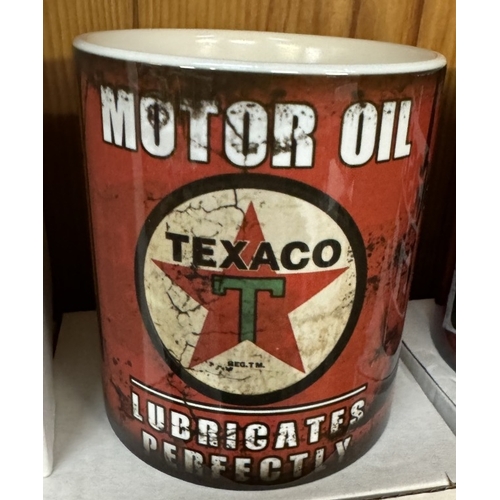 MOTOR OIL
TEXACO
T
REG.T.M.
LUBRICATES
PERFECTLY